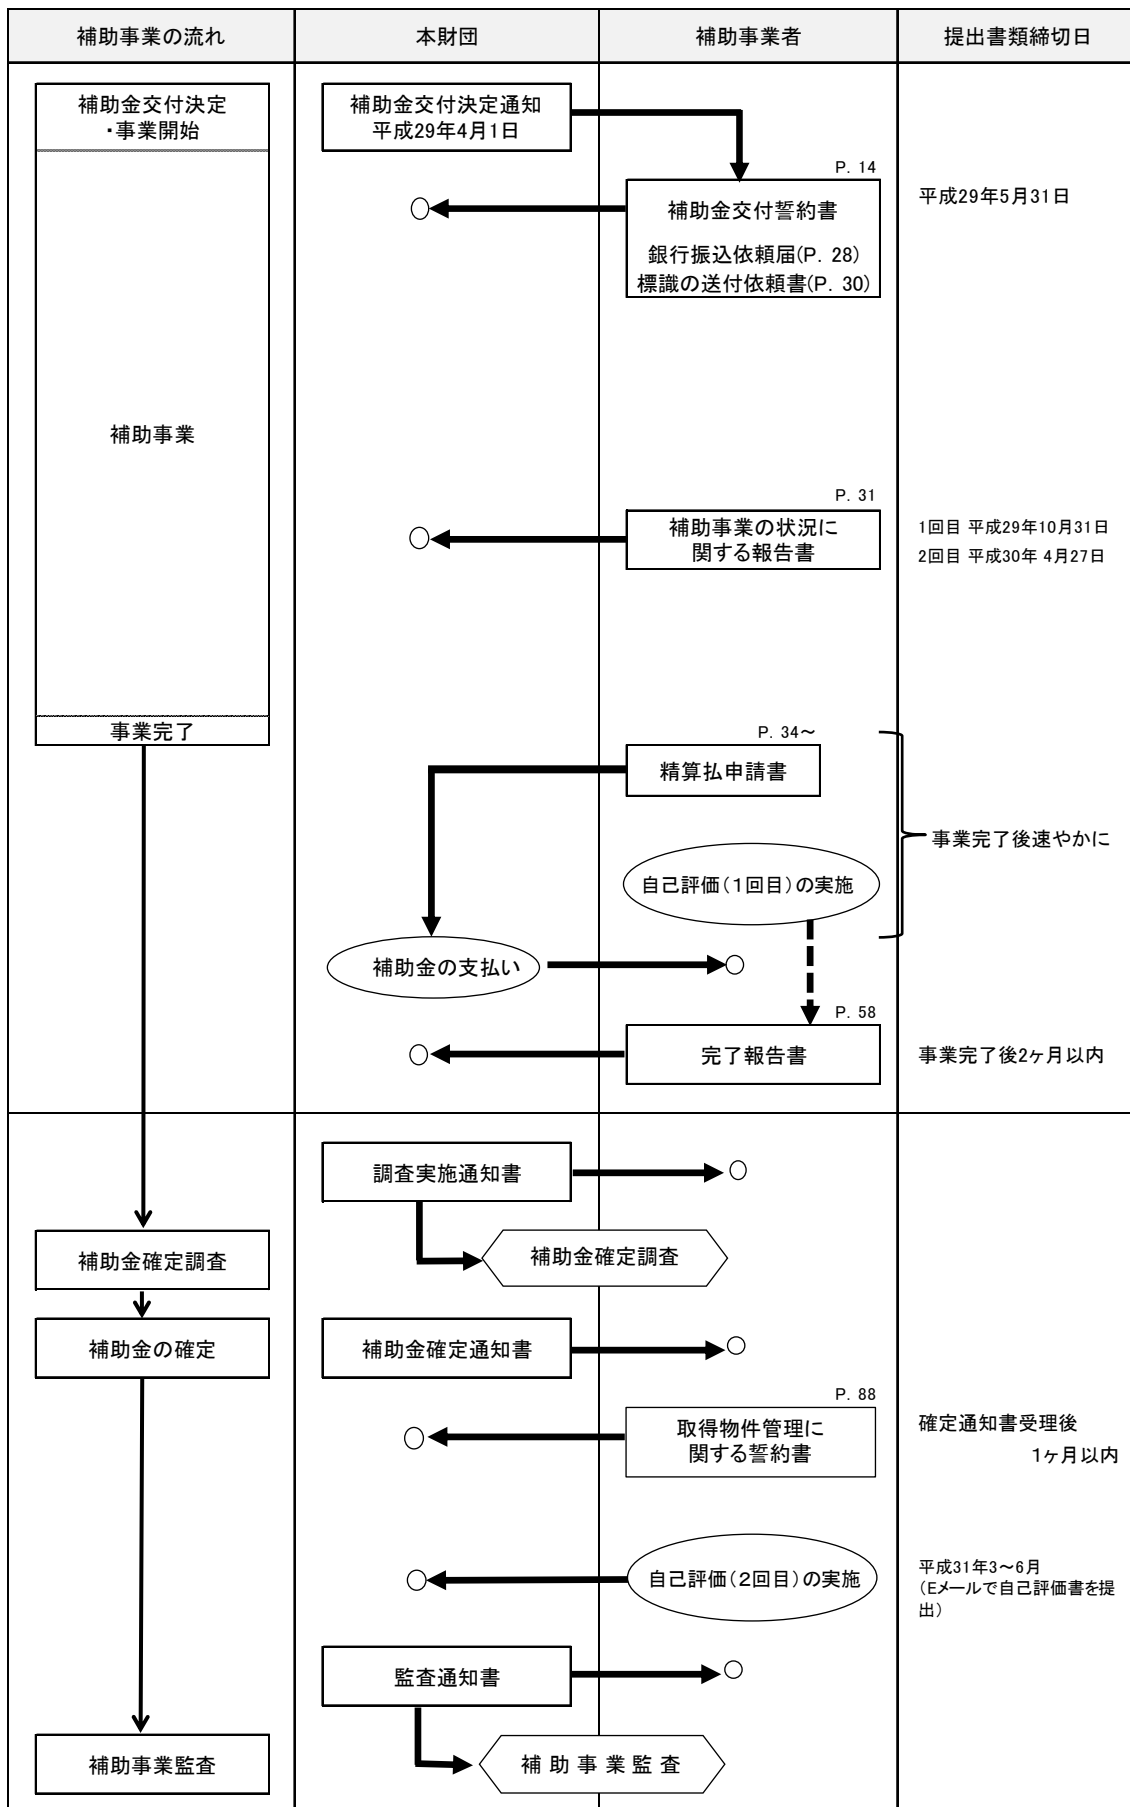 補助事業の流れ
本財団
補助事業者
提出書類締切日
補助金交付決定
・事業開始
補助金交付決定通知
平成29年4月1日
P. 14
補助金交付誓約書
銀行振込依頼届(P. 28)
標識の送付依頼書(P. 30)
平成29年5月31日
補助事業
P. 31
補助事業の状況に
関する報告書
1回目 平成29年10月31日
2回目 平成30年 4月27日
事業完了
P. 34～
精算払申請書
事業完了後速やかに
自己評価(1回目)の実施
補助金の支払い
P. 58
完了報告書
事業完了後2ヶ月以内
調査実施通知書
補助金確定調査
補助金確定調査
補助金の確定
補助金確定通知書
P. 88
取得物件管理に
関する誓約書
確定通知書受理後
1ヶ月以内
自己評価(2回目)の実施
平成31年3～6月
(Eメールで自己評価書を提
出)
監査通知書
補助事業監査
補 助 事 業 監 査